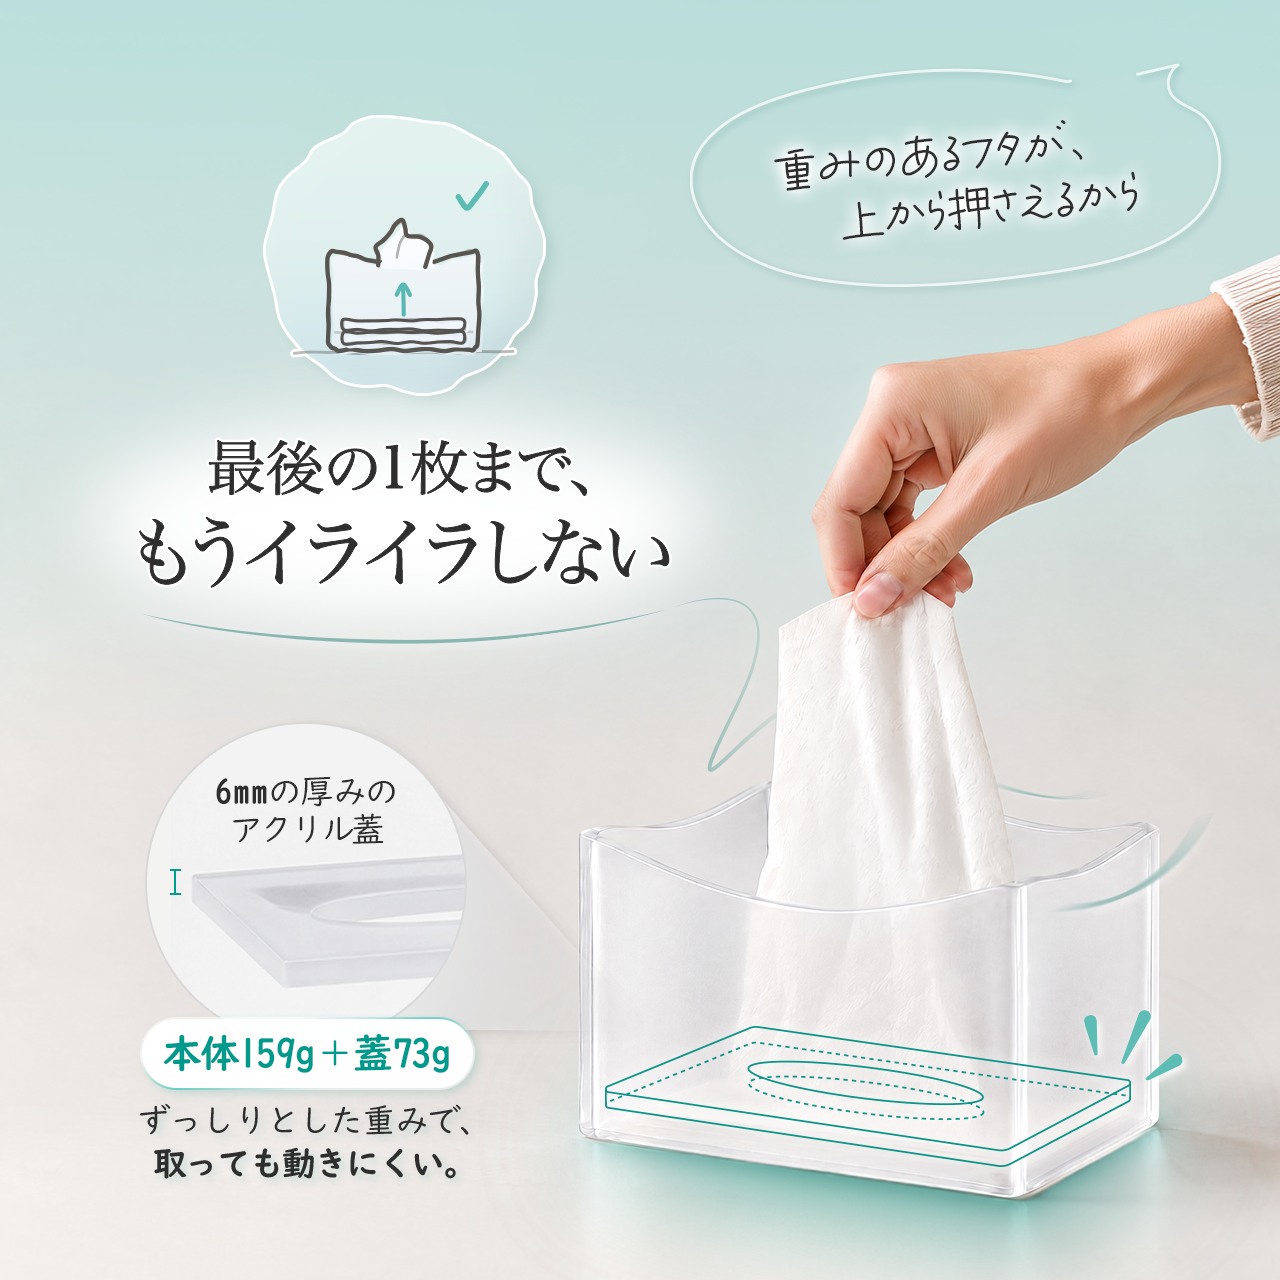 重みのあるフタが、
上から押さえるから
最後の1枚まで、
もうイライラしない
6mmの厚みの
アクリル蓋
本体159g＋蓋73g
ずっしりとした重みで、
取っても動きにくい。